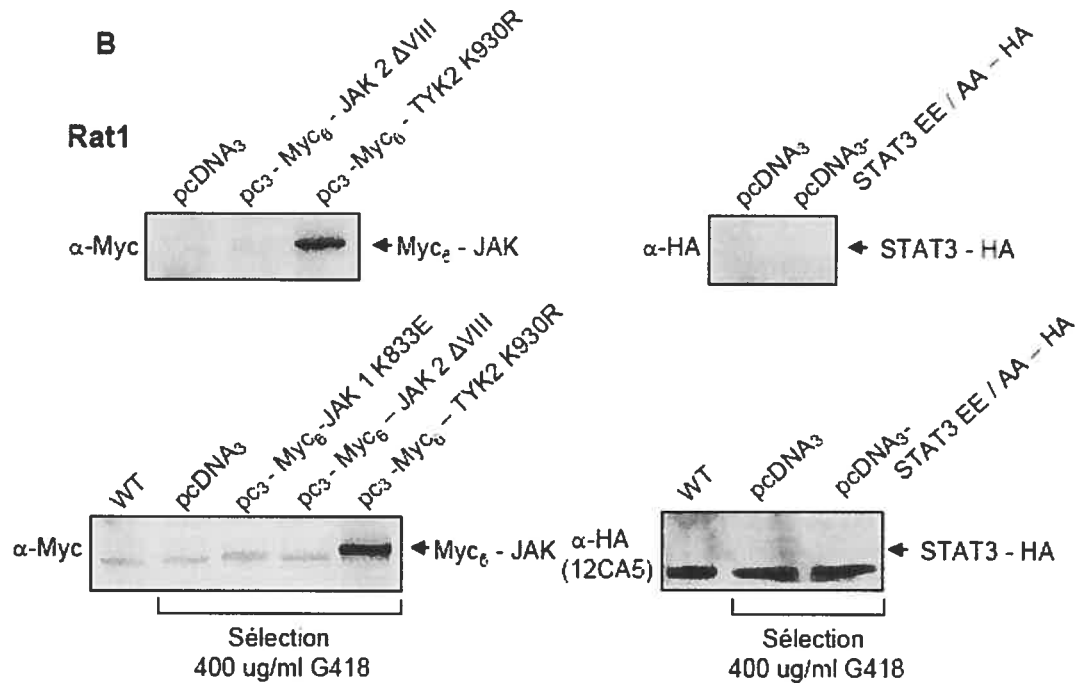 B
Rat1
pcDNA₃
pc₃ - Myc₆ - JAK 2 ΔVIII
pc₃ -Myc₆ - TYK2 K930R
α-Myc
Myc₆ - JAK
pcDNA₃
pcDNA₃-
STAT3 EE / AA - HA
α-HA
STAT3 - HA
WT
pcDNA₃
pc₃ - Myc₆-JAK 1 K833E
pc₃ - Myc₆ - JAK 2 ΔVIII
pc₃ -Myc₆ - TYK2 K930R
α-Myc
Myc₆ - JAK
Sélection
400 ug/ml G418
WT
pcDNA₃
pcDNA₃-
STAT3 EE / AA - HA
α-HA
(12CA5)
STAT3 - HA
Sélection
400 ug/ml G418